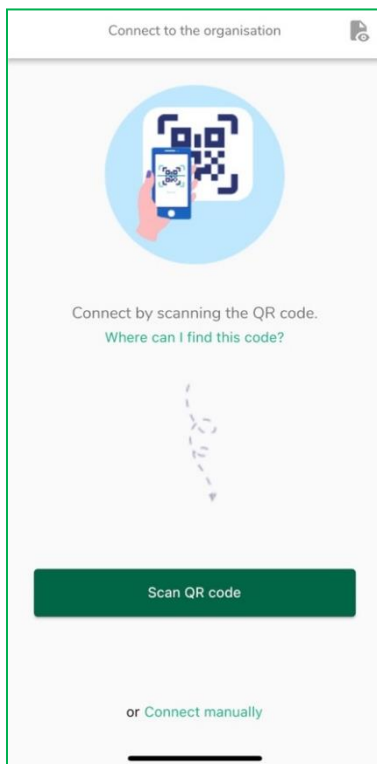 Connect to the organisation
Connect by scanning the QR code.
Where can I find this code?
Scan QR code
or Connect manually